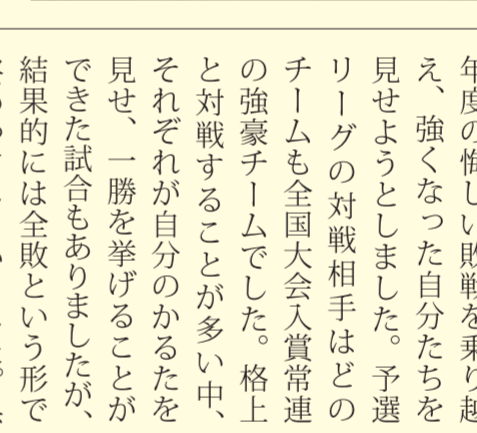 年度の悔しい敗戦を乗り越
え、強くなった自分たちを
見せようとしました。予選
リーグの対戦相手はどの
チームも全国大会入賞常連
の強豪チームでした。格上
と対戦することが多い中、
それぞれが自分のかるたを
見せ、一勝を挙げることが
できた試合もありましたが、
結果的には全敗という形で